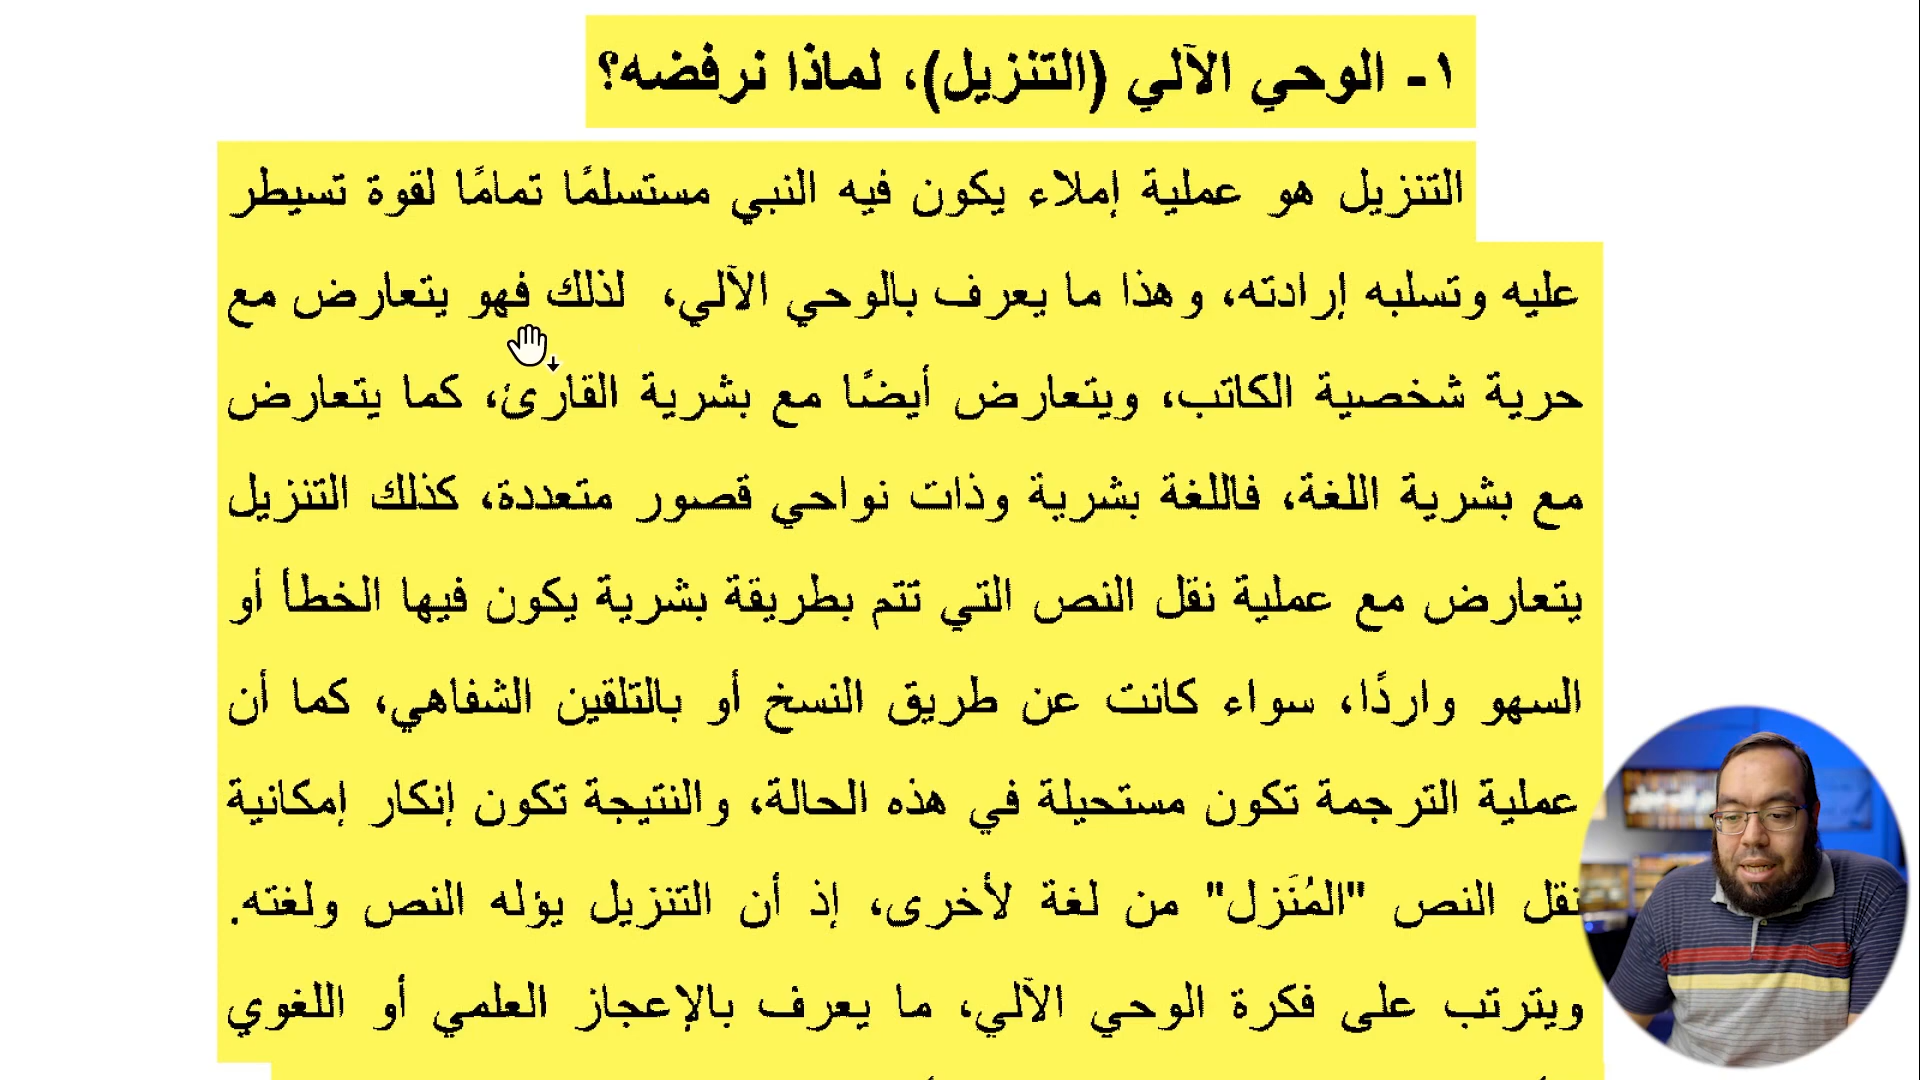 ١- الوحي الآلي (التنزيل)، لماذا نرفضه؟
التنزيل هو عملية إملاء يكون فيه النبي مستسلمًا تمامًا لقوة تسيطر
عليه وتسلبه إرادته، وهذا ما يعرف بالوحي الآلي، لذلك فهو يتعارض مع
حرية شخصية الكاتب، ويتعارض أيضًا مع بشرية القارئ، كما يتعارض
مع بشرية اللغة، فاللغة بشرية وذات نواحي قصور متعددة، كذلك التنزيل
يتعارض مع عملية نقل النص التي تتم بطريقة بشرية يكون فيها الخطأ أو
السهو واردًا، سواء كانت عن طريق النسخ أو بالتلقين الشفاهي، كما أن
عملية الترجمة تكون مستحيلة في هذه الحالة، والنتيجة تكون إنكار إمكانية
نقل النص "المُنَزل" من لغة لأخرى، إذ أن التنزيل يؤله النص ولغته.
ويترتب على فكرة الوحي الآلي، ما يعرف بالإعجاز العلمي أو اللغوي